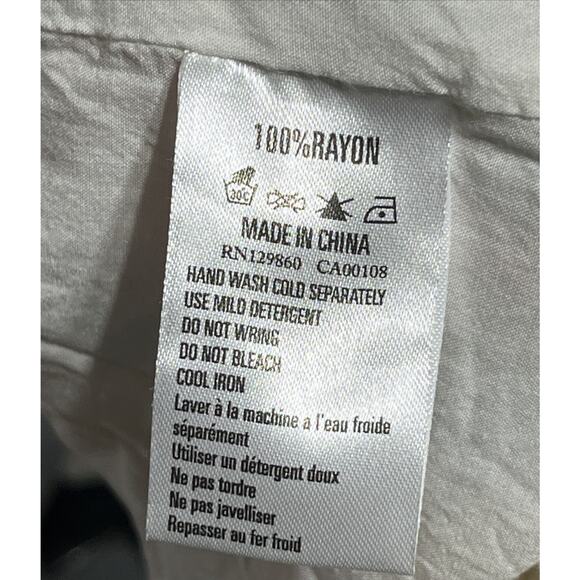 100%RAYON
30C
MADE IN CHINA
RN129860 CA00108
HAND WASH COLD SEPARATELY
USE MILD DETERGENT
DO NOT WRING
DO NOT BLEACH
COOL IRON
Laver à la machine a l'eau froide
séparément
Utiliser un détergent doux
Ne pas tordre
Ne pas javelliser
Repasser au fer froid